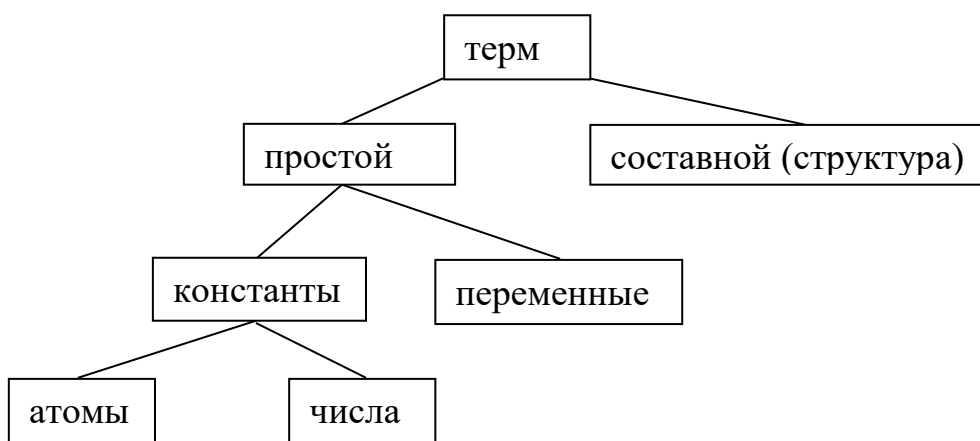 терм
простой
составной (структура)
константы
переменные
атомы
числа